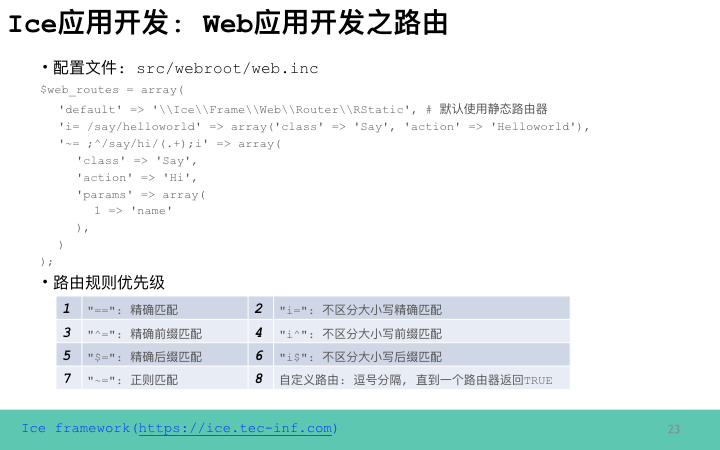 Ice应用开发: Web应用开发之路由
• 配置文件: src/webroot/web.inc
$web_routes = array(
'default' => '\\Ice\\Frame\\Web\\Router\\RStatic', # 默认使用静态路由器
'i= /say/helloworld' => array('class' => 'Say', 'action' => 'Helloworld'),
'~= ;^/say/hi/(.+);i' => array(
'class' => 'Say',
'action' => 'Hi',
'params' => array(
1 => 'name'
),
)
);
• 路由规则优先级
1 "==": 精确匹配 2 "i=": 不区分大小写精确匹配
3 "^=": 精确前缀匹配 4 "i^": 不区分大小写前缀匹配
5 "$=": 精确后缀匹配 6 "i$": 不区分大小写后缀匹配
7 "~=": 正则匹配 8 自定义路由: 逗号分隔, 直到一个路由器返回TRUE
Ice framework(https://ice.tec-inf.com) 23